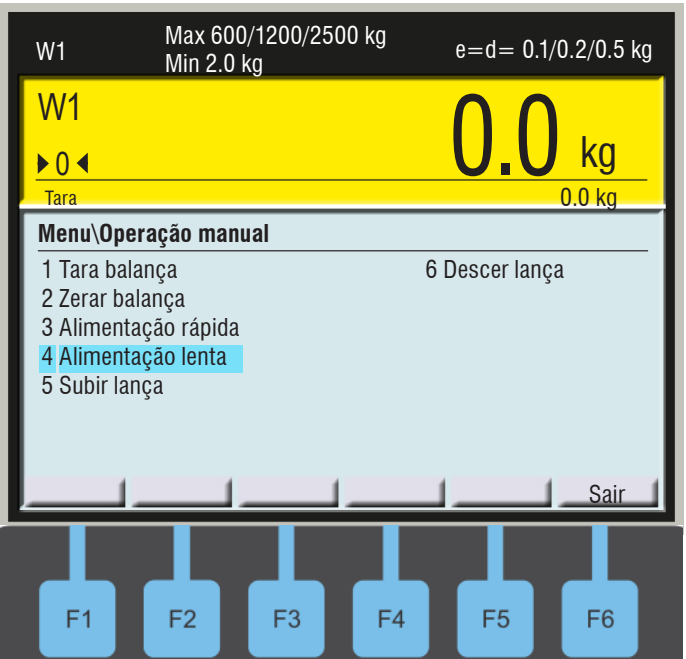 W1 Max 600/1200/2500 kg e=d= 0.1/0.2/0.5 kg
Min 2.0 kg
W1
0.0 kg
0
Tara 0.0 kg
Menu\Operação manual
1 Tara balança 6 Descer lança
2 Zerar balança
3 Alimentação rápida
4 Alimentação lenta
5 Subir lança
Sair
F1 F2 F3 F4 F5 F6